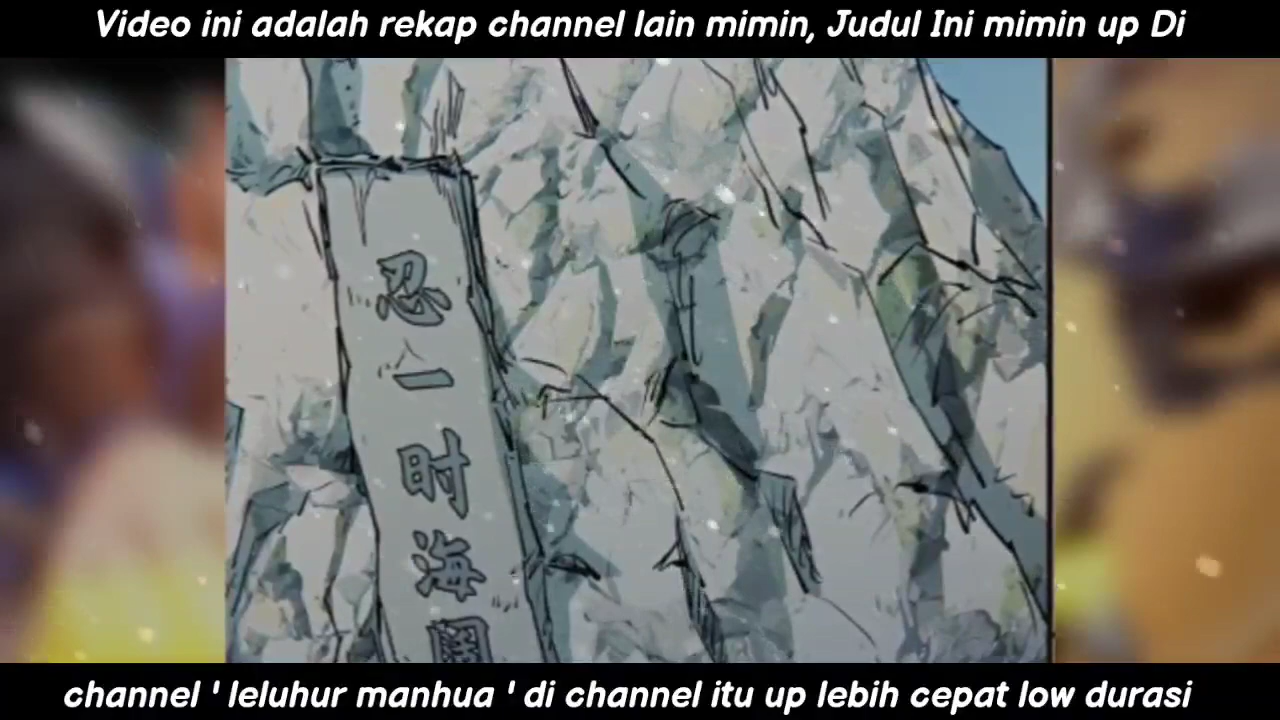 Video ini adalah rekap channel lain mimin, Judul Ini mimin up Di
忍一时海阔
channel ' leluhur manhua ' di channel itu up lebih cepat low durasi